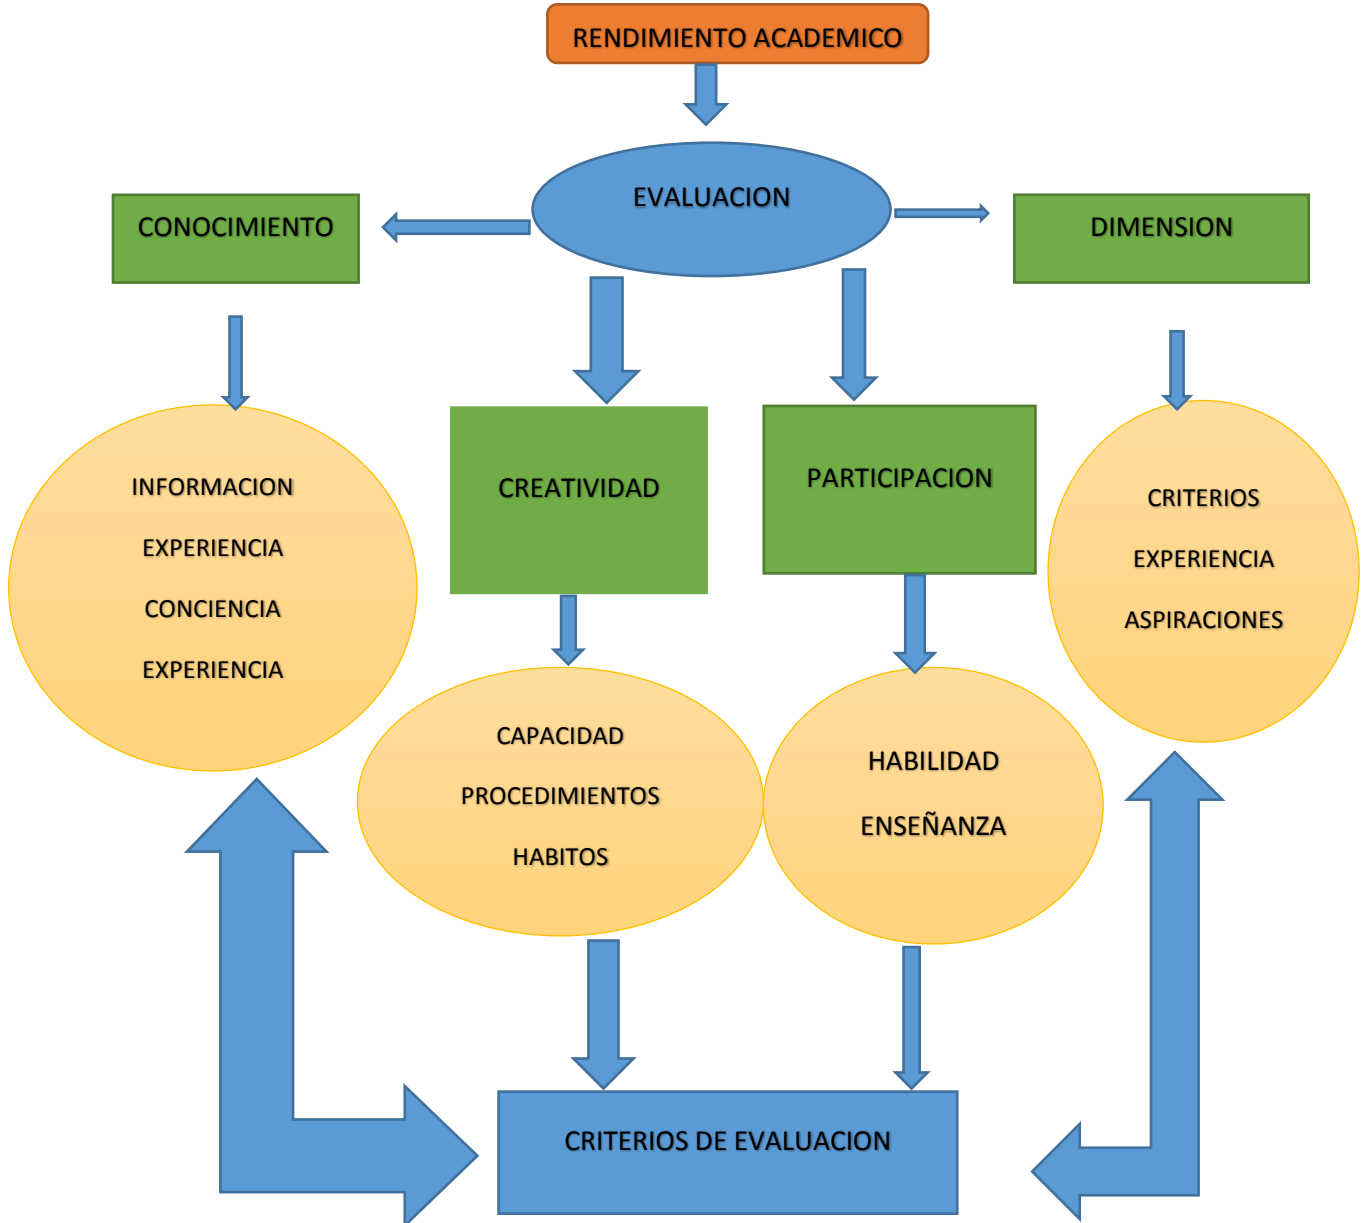 RENDIMIENTO ACADEMICO
EVALUACION
CONOCIMIENTO
DIMENSION
CREATIVIDAD
PARTICIPACION
INFORMACION
EXPERIENCIA
CONCIENCIA
EXPERIENCIA
CRITERIOS
EXPERIENCIA
ASPIRACIONES
CAPACIDAD
PROCEDIMIENTOS
HABITOS
HABILIDAD
ENSEÑANZA
CRITERIOS DE EVALUACION